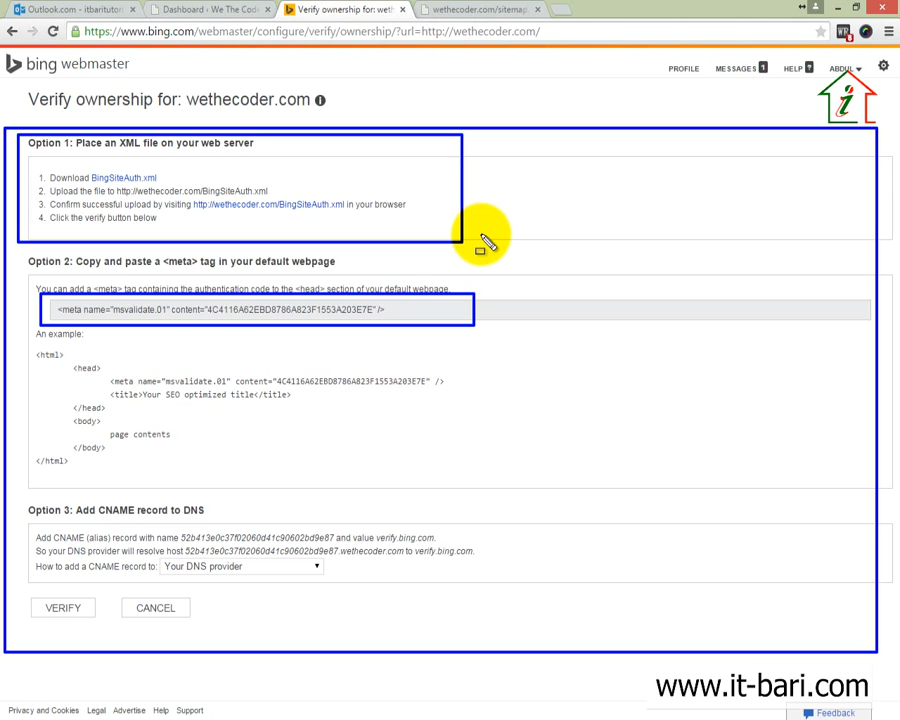 Outlook.com - itbaritutori
Dashboard ‹ We The Cod
Verify ownership for: weth
wethecoder.com/sitemap.
https://www.bing.com/webmaster/configure/verify/ownership/?url=http://wethecoder.com/
bing webmaster
PROFILE
MESSAGES 1
HELP ?
ABDUL
Verify ownership for: wethecoder.com
Option 1: Place an XML file on your web server
1. Download BingSiteAuth.xml
2. Upload the file to http://wethecoder.com/BingSiteAuth.xml
3. Confirm successful upload by visiting http://wethecoder.com/BingSiteAuth.xml in your browser
4. Click the verify button below
Option 2: Copy and paste a <meta> tag in your default webpage
You can add a <meta> tag containing the authentication code to the <head> section of your default webpage.
<meta name="msvalidate.01" content="4C4116A62EBD8786A823F1553A203E7E" />
An example:
<html>
<head>
<meta name="msvalidate.01" content="4C4116A62EBD8786A823F1553A203E7E" />
<title>Your SEO optimized title</title>
</head>
<body>
page contents
</body>
</html>
Option 3: Add CNAME record to DNS
Add CNAME (alias) record with name 52b413e0c37f02060d41c90602bd9e87 and value verify.bing.com.
So your DNS provider will resolve host 52b413e0c37f02060d41c90602bd9e87.wethecoder.com to verify.bing.com.
How to add a CNAME record to: Your DNS provider
VERIFY
CANCEL
www.it-bari.com
Privacy and Cookies Legal Advertise Help Support
Feedback